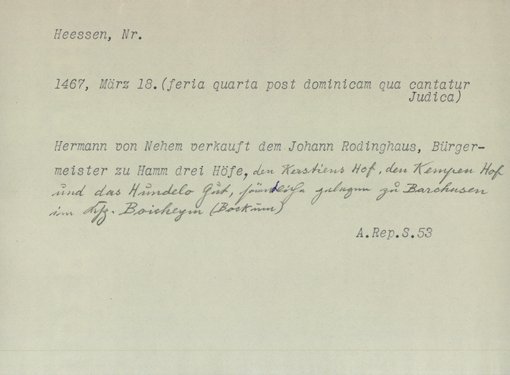 Heessen, Nr.
1467, März 18.(feria quarta post dominicam qua cantatur
Judica)
Hermann von Nehem verkauft dem Johann Rodinghaus, Bürger-
meister zu Hamm drei Höfe, den Kerstiens Hof, den Kempen Hof
und das Hundelo Gut, sämtliche gelegen zu Barchusen
im Ksp. Boickeym (Bockum)
A.Rep.S.53